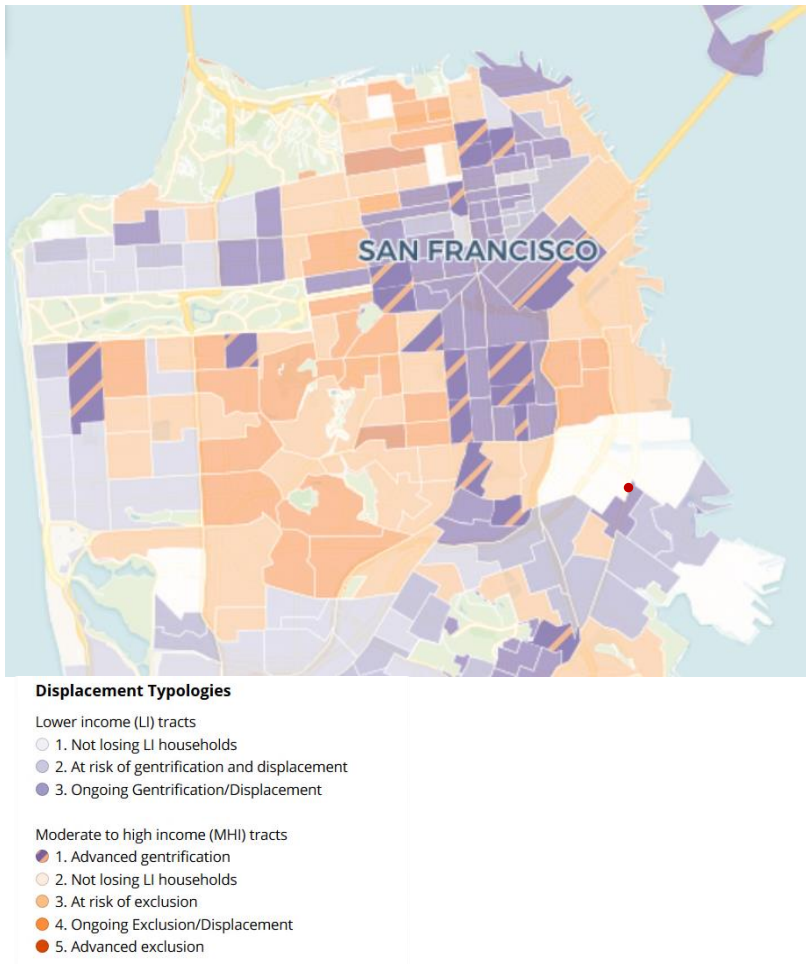 SAN FRANCISCO
Displacement Typologies
Lower income (LI) tracts
1. Not losing LI households
2. At risk of gentrification and displacement
3. Ongoing Gentrification/Displacement
Moderate to high income (MHI) tracts
1. Advanced gentrification
2. Not losing LI households
3. At risk of exclusion
4. Ongoing Exclusion/Displacement
5. Advanced exclusion